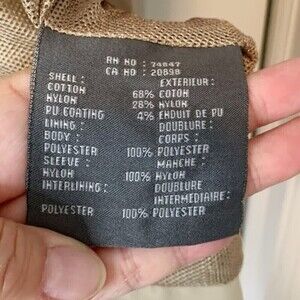 RN NO : 74847
CA NO : 20898
SHELL : EXTERIEUR :
COTTON 68% COTON
NYLON 28% NYLON
PU COATING 4% ENDUIT DE PU
LINING : DOUBLURE :
BODY : CORPS :
POLYESTER 100% POLYESTER
SLEEVE : MANCHE :
NYLON 100% NYLON
INTERLINING : DOUBLURE
INTERMEDIAIRE :
POLYESTER 100% POLYESTER